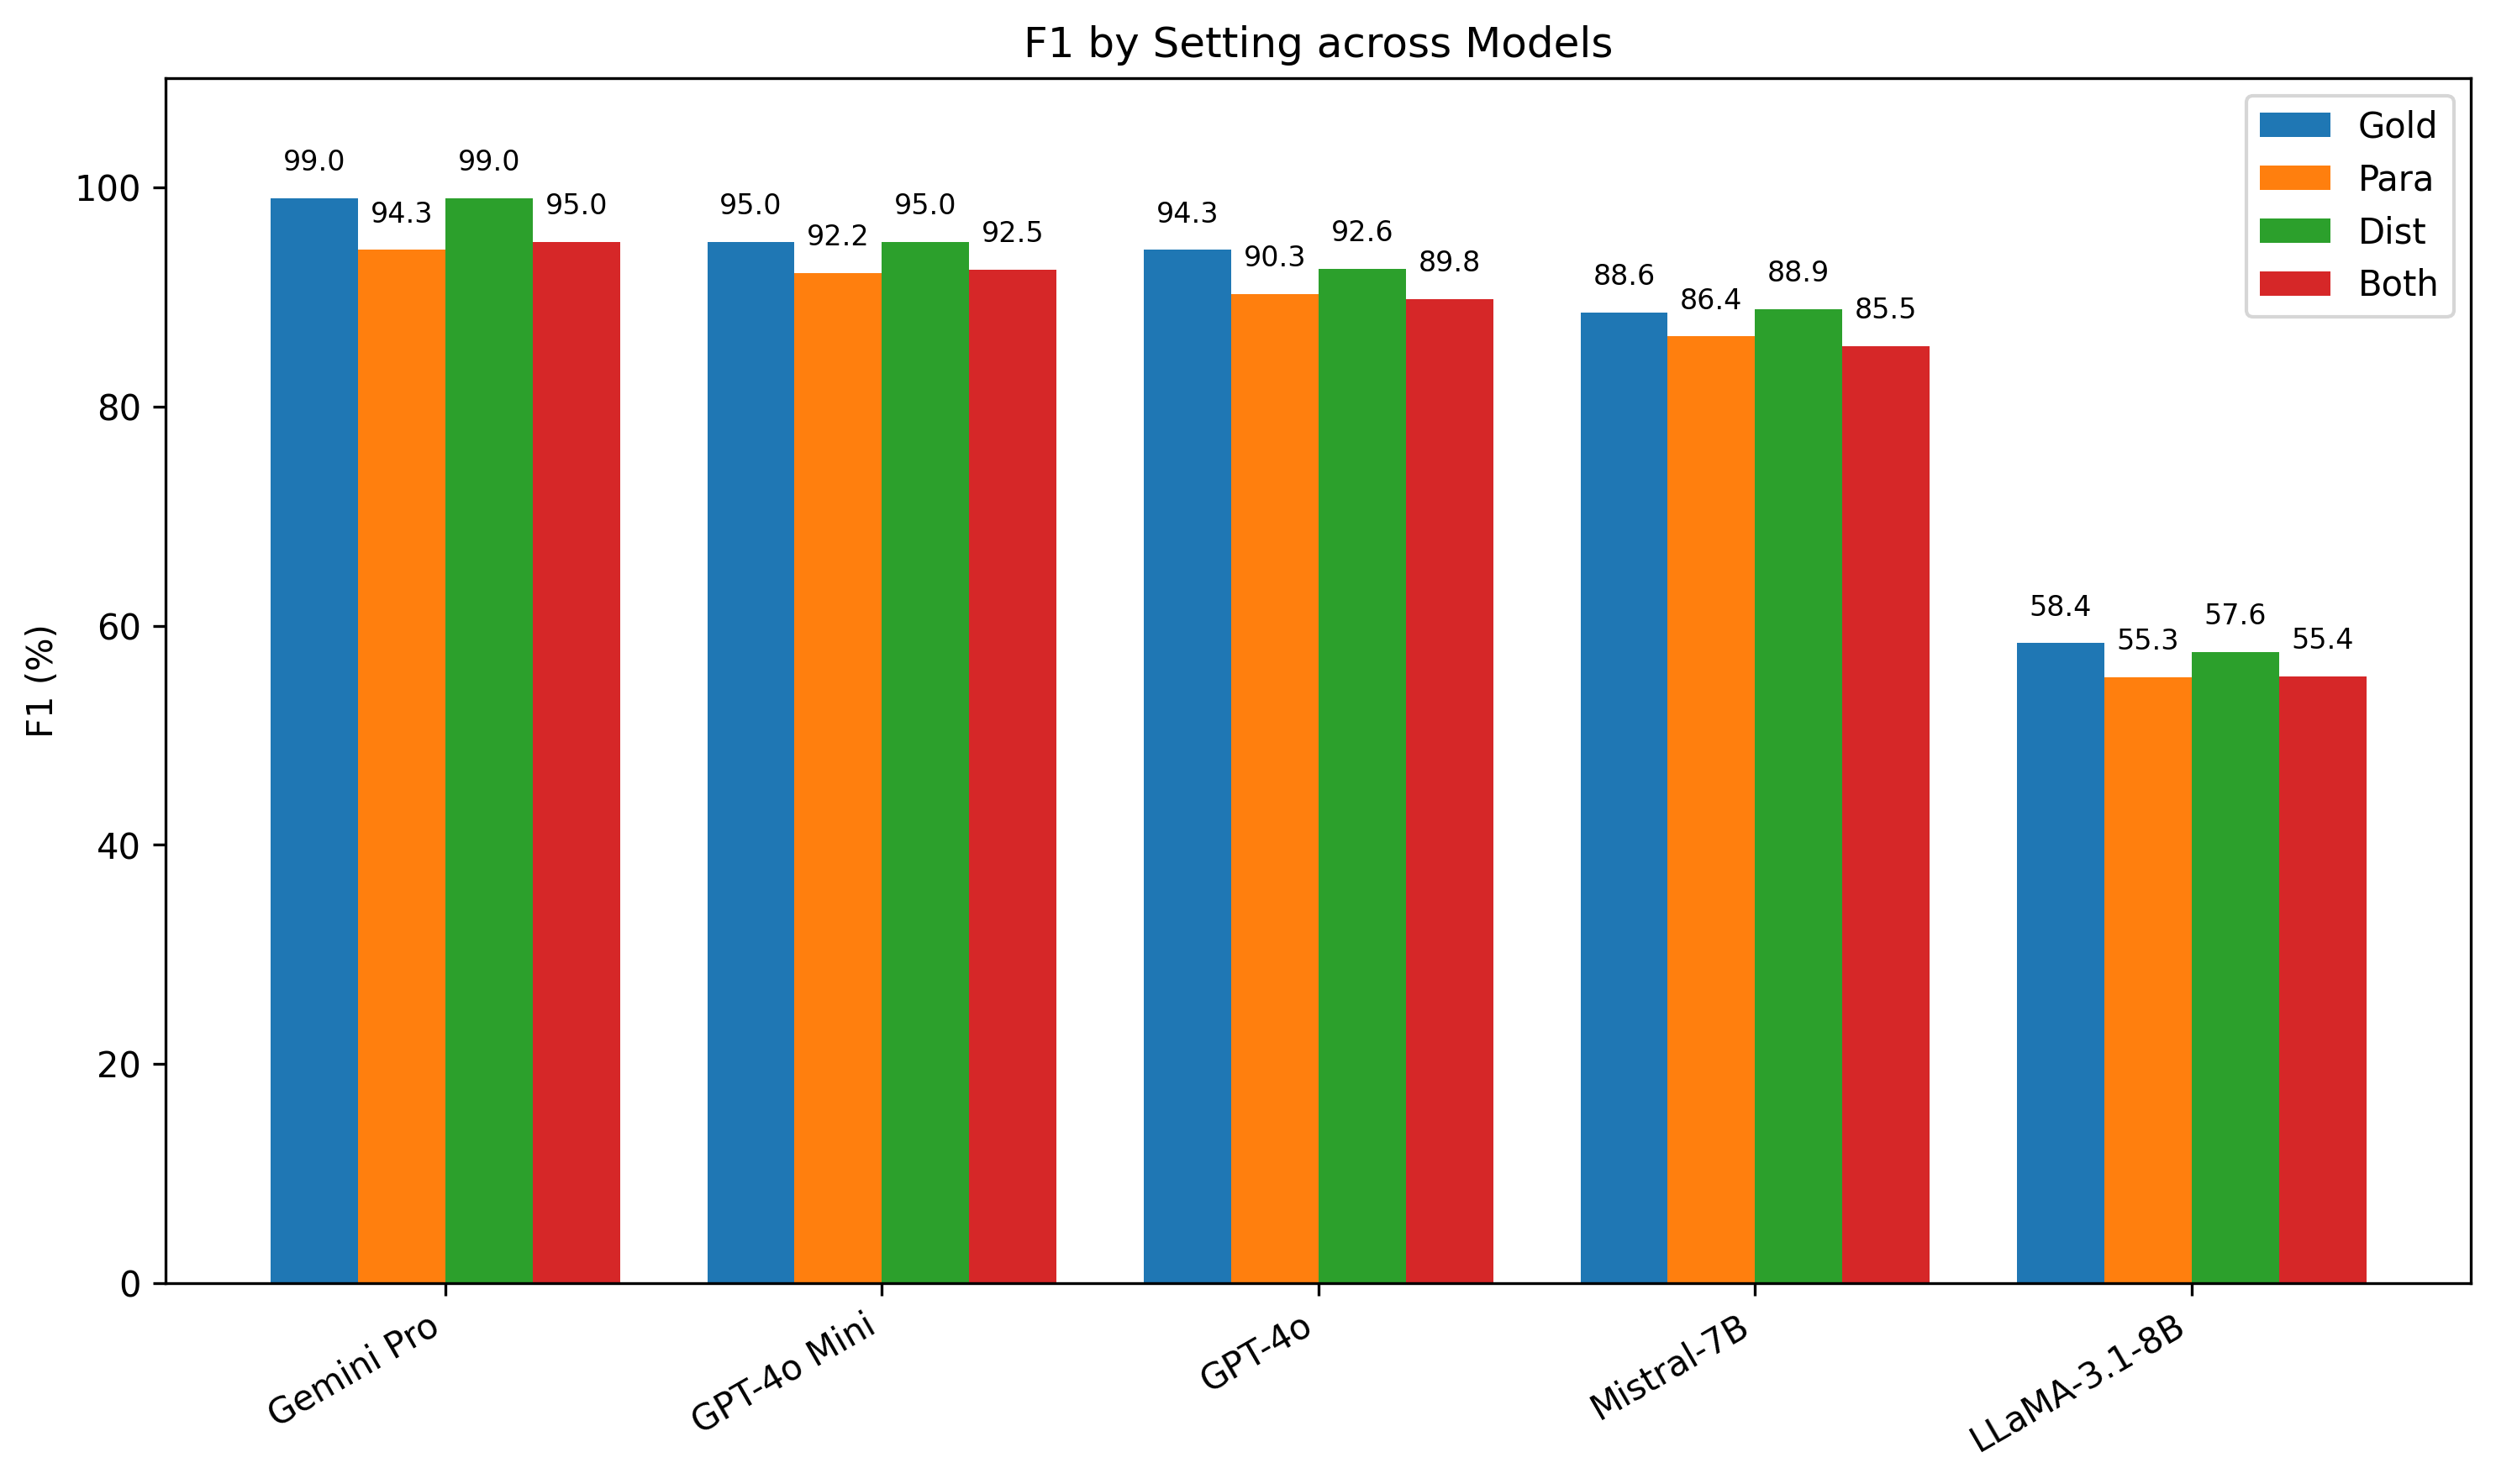 F1 by Setting across Models
Gold
Para
Dist
Both
F1 (%)
100
80
60
40
20
0
99.0
94.3
99.0
95.0
95.0
92.2
95.0
92.5
94.3
90.3
92.6
89.8
88.6
86.4
88.9
85.5
58.4
55.3
57.6
55.4
Gemini Pro
GPT-4o Mini
GPT-4o
Mistral-7B
LLaMA-3.1-8B